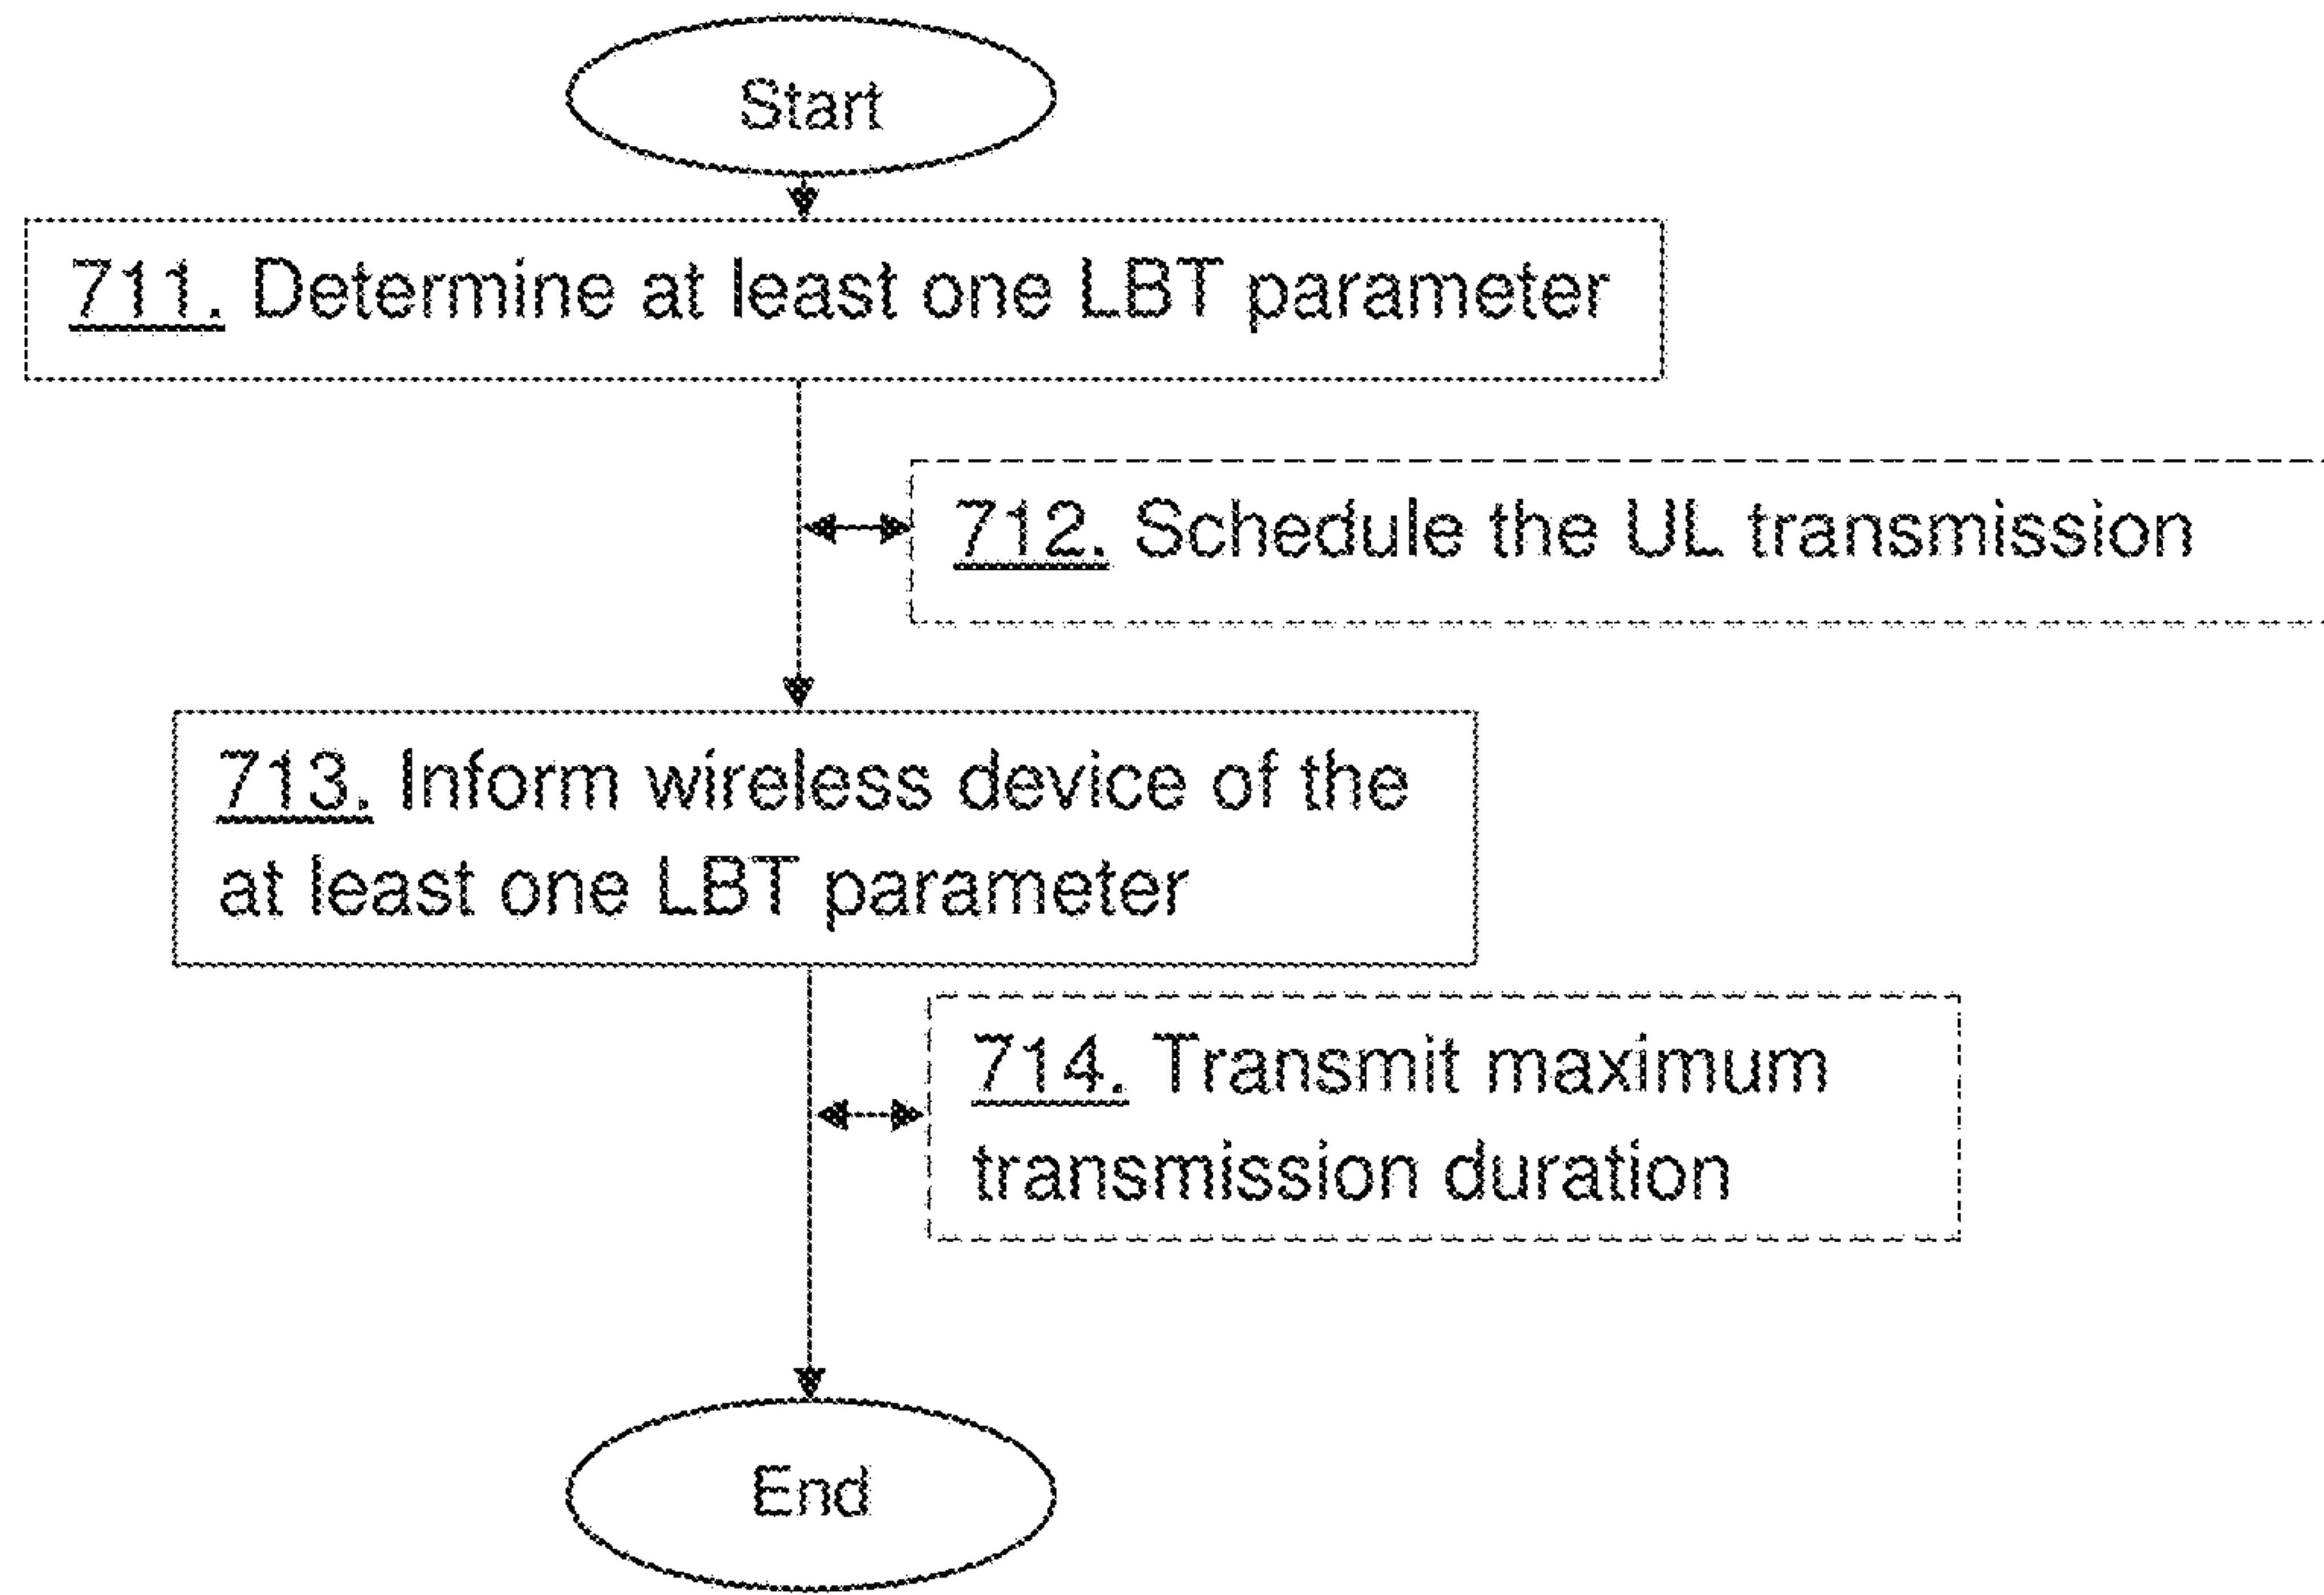 Start
711. Determine at least one LBT parameter
712. Schedule the UL transmission
713. Inform wireless device of the
at least one LBT parameter
714. Transmit maximum
transmission duration
End